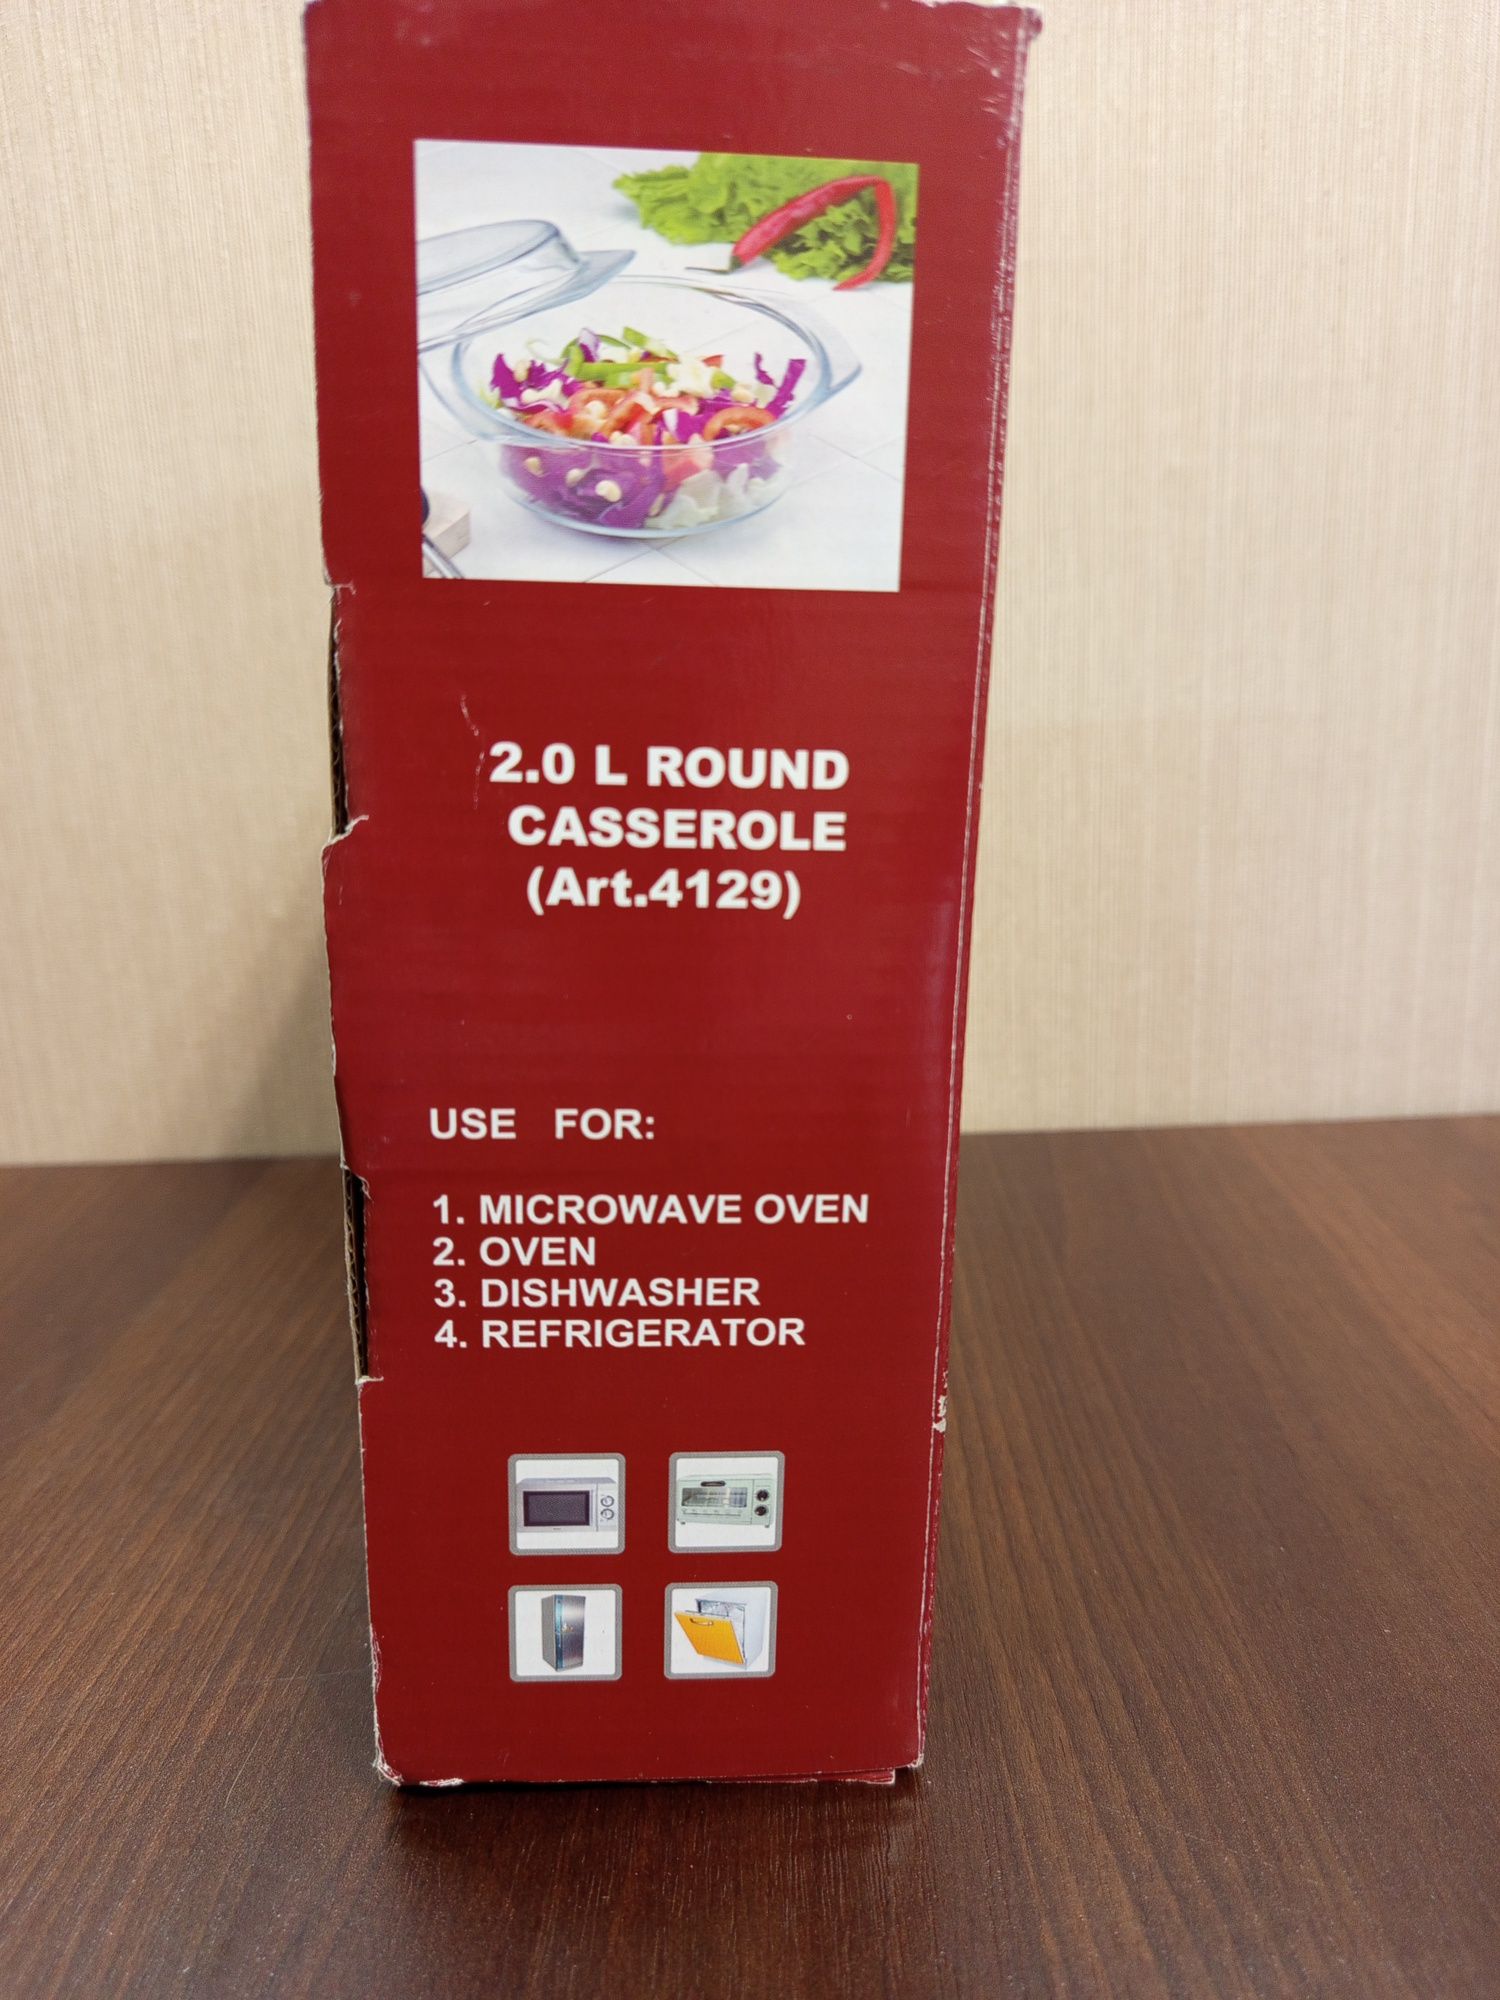 2.0 L ROUND
CASSEROLE
(Art.4129)
USE FOR:
1. MICROWAVE OVEN
2. OVEN
3. DISHWASHER
4. REFRIGERATOR